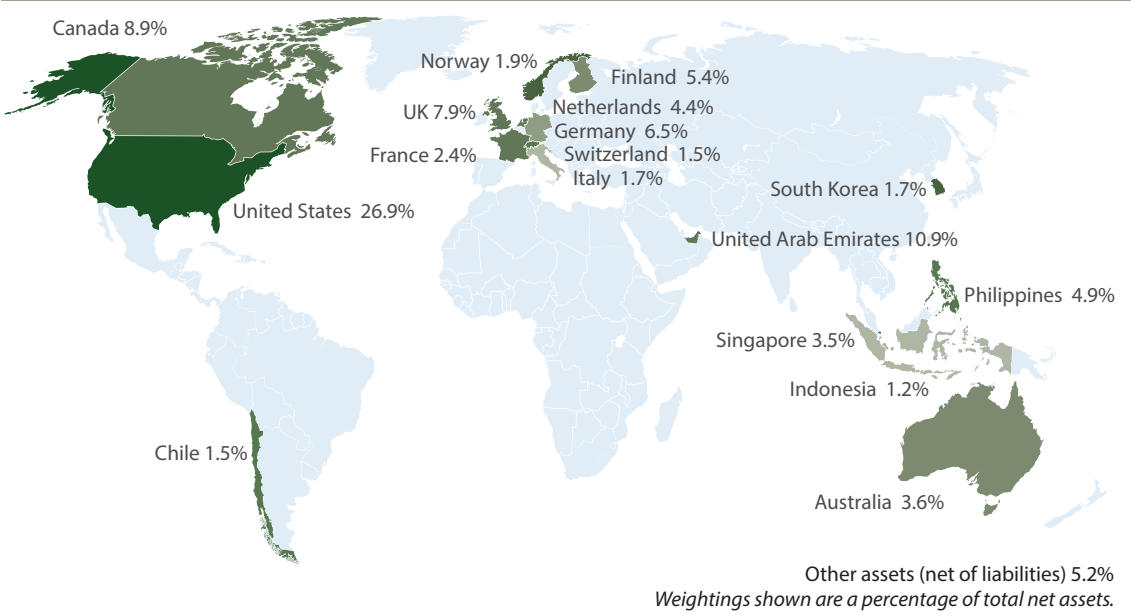 Canada 8.9%
Norway 1.9%
Finland 5.4%
UK 7.9%
Netherlands 4.4%
Germany 6.5%
France 2.4%
Switzerland 1.5%
Italy 1.7%
South Korea 1.7%
United States 26.9%
United Arab Emirates 10.9%
Philippines 4.9%
Singapore 3.5%
Indonesia 1.2%
Chile 1.5%
Australia 3.6%
Other assets (net of liabilities) 5.2%
Weightings shown are a percentage of total net assets.